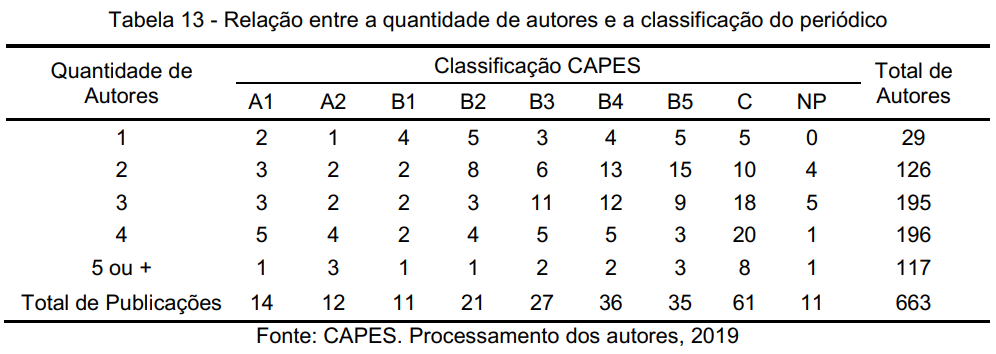 Tabela 13 - Relação entre a quantidade de autores e a classificação do periódico
Quantidade de Autores Classificação CAPES Total de Autores
A1 A2 B1 B2 B3 B4 B5 C NP
1 2 1 4 5 3 4 5 5 0 29
2 3 2 2 8 6 13 15 10 4 126
3 3 2 2 3 11 12 9 18 5 195
4 5 4 2 4 5 5 3 20 1 196
5 ou + 1 3 1 1 2 2 3 8 1 117
Total de Publicações 14 12 11 21 27 36 35 61 11 663
Fonte: CAPES. Processamento dos autores, 2019